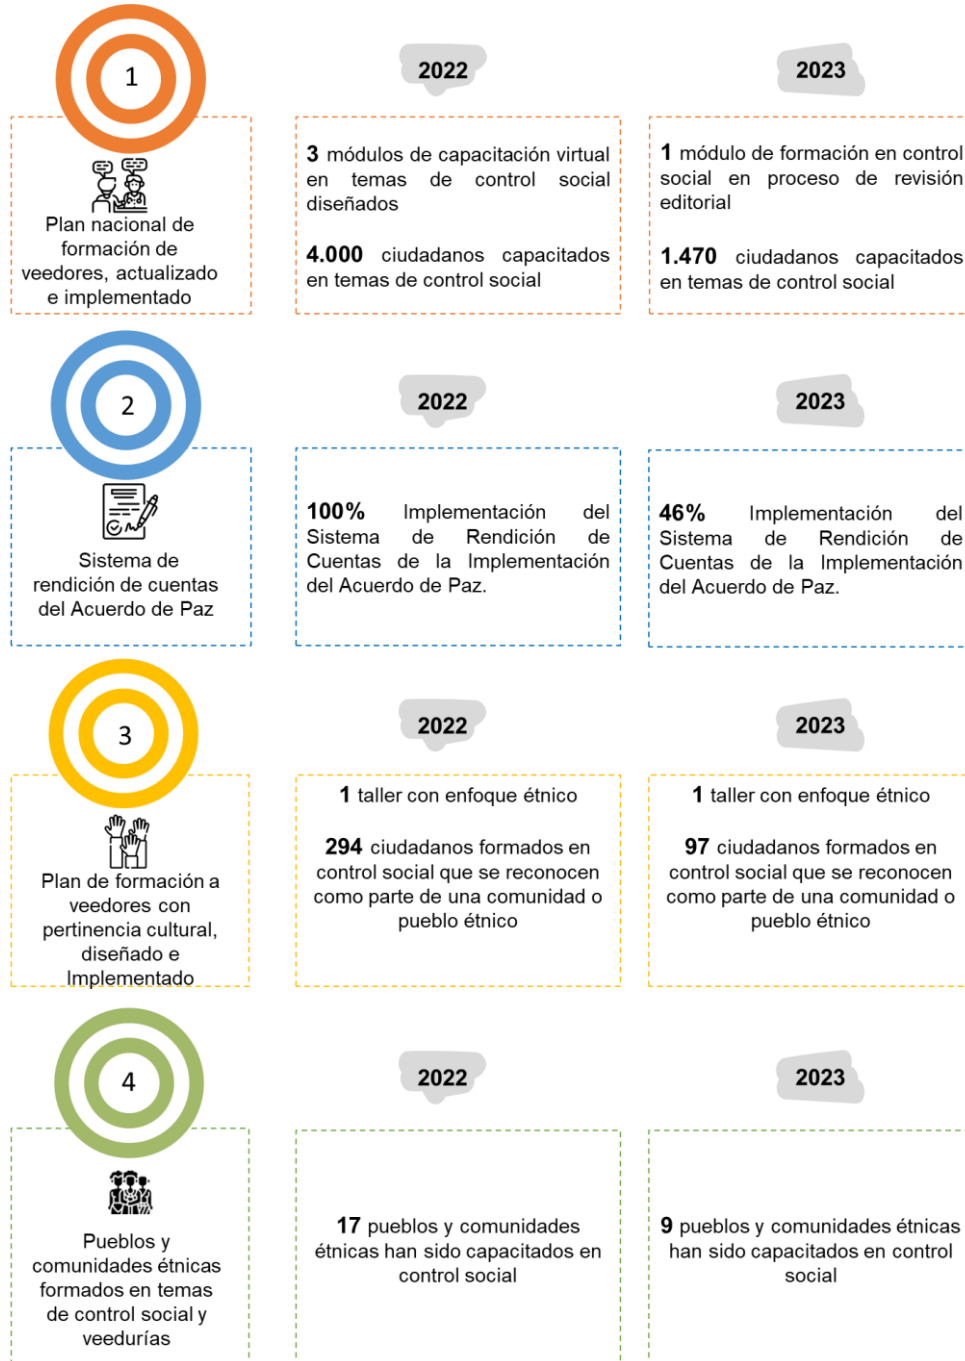 1
2022
2023
Plan nacional de
formación de
veedores, actualizado
e implementado
3 módulos de capacitación virtual
en temas de control social
diseñados
4.000 ciudadanos capacitados
en temas de control social
1 módulo de formación en control
social en proceso de revisión
editorial
1.470 ciudadanos capacitados
en temas de control social
2
2022
2023
Sistema de
rendición de cuentas
del Acuerdo de Paz
100% Implementación del
Sistema de Rendición de
Cuentas de la Implementación
del Acuerdo de Paz.
46% Implementación del
Sistema de Rendición de
Cuentas de la Implementación
del Acuerdo de Paz.
3
2022
2023
Plan de formación a
veedores con
pertinencia cultural,
diseñado e
Implementado
1 taller con enfoque étnico
294 ciudadanos formados en
control social que se reconocen
como parte de una comunidad o
pueblo étnico
1 taller con enfoque étnico
97 ciudadanos formados en
control social que se reconocen
como parte de una comunidad o
pueblo étnico
4
2022
2023
Pueblos y
comunidades étnicas
formados en temas
de control social y
veedurías
17 pueblos y comunidades
étnicas han sido capacitados en
control social
9 pueblos y comunidades étnicas
han sido capacitados en control
social